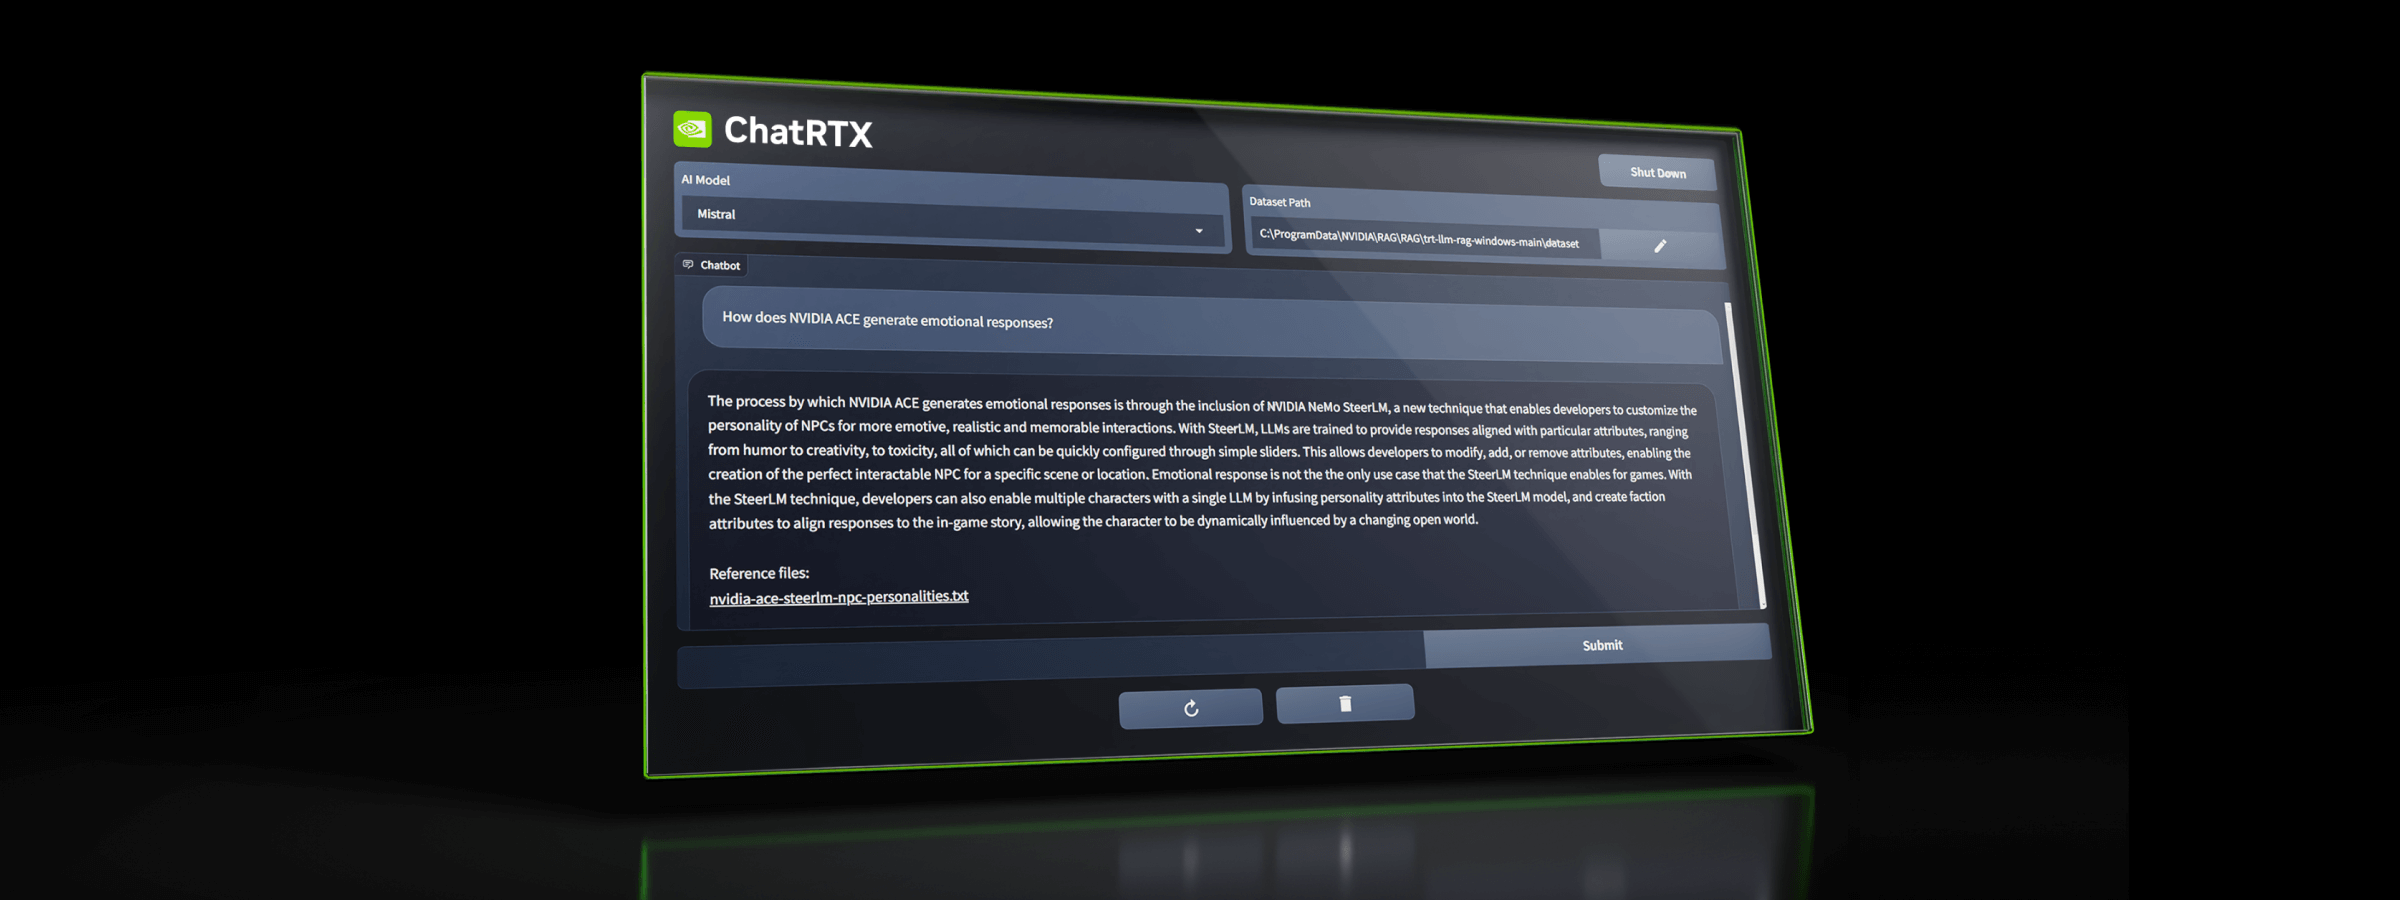 ChatRTX
Shut Down
AI Model
Mistral
Dataset Path
C:\ProgramData\NVIDIA\RAG\RAG\trt-llm-rag-windows-main\dataset
Chatbot
How does NVIDIA ACE generate emotional responses?
The process by which NVIDIA ACE generates emotional responses is through the inclusion of NVIDIA NeMo SteerLM, a new technique that enables developers to customize the
personality of NPCs for more emotive, realistic and memorable interactions. With SteerLM, LLMs are trained to provide responses aligned with particular attributes, ranging
from humor to creativity, to toxicity, all of which can be quickly configured through simple sliders. This allows developers to modify, add, or remove attributes, enabling the
creation of the perfect interactable NPC for a specific scene or location. Emotional response is not the the only use case that the SteerLM technique enables for games. With
the SteerLM technique, developers can also enable multiple characters with a single LLM by infusing personality attributes into the SteerLM model, and create faction
attributes to align responses to the in-game story, allowing the character to be dynamically influenced by a changing open world.
Reference files:
nvidia-ace-steerlm-npc-personalities.txt
Submit